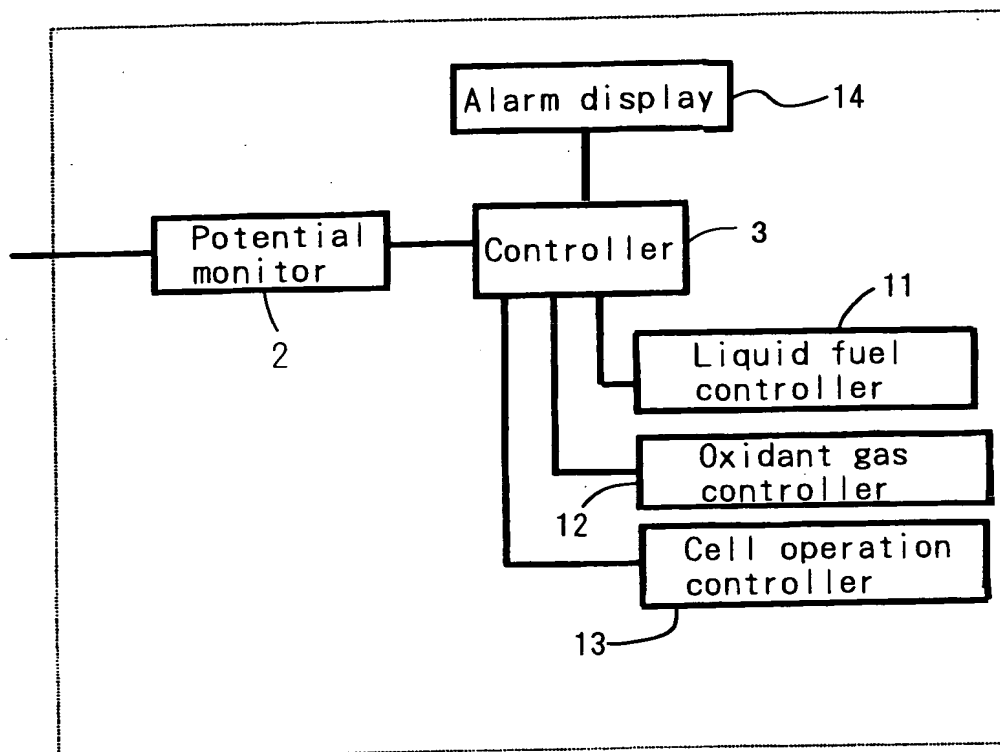 Alarm display
14
Potential
monitor
2
Controller
3
11
Liquid fuel
controller
Oxidant gas
controller
12
Cell operation
controller
13